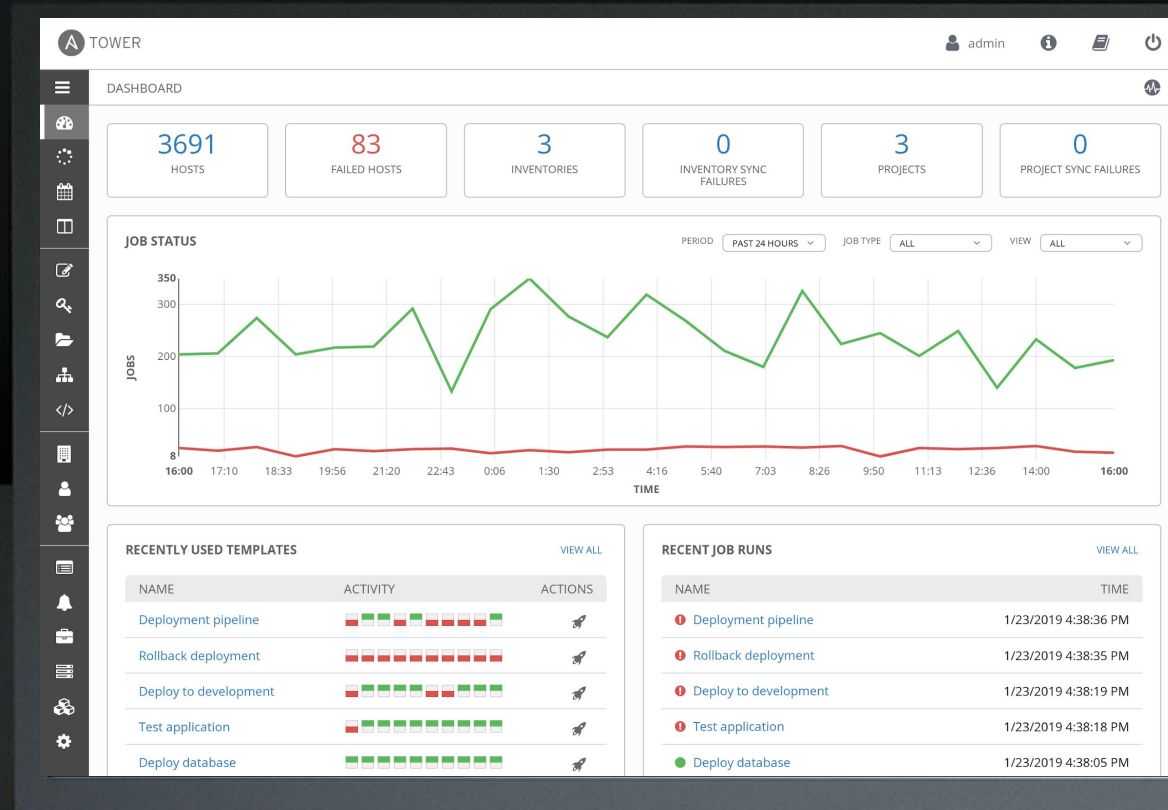 TOWER
admin
DASHBOARD
3691
HOSTS
83
FAILED HOSTS
3
INVENTORIES
0
INVENTORY SYNC
FAILURES
3
PROJECTS
0
PROJECT SYNC FAILURES
JOB STATUS
PERIOD PAST 24 HOURS JOB TYPE ALL VIEW ALL
350
300
200
100
8
JOBS
16:00 17:10 18:33 19:56 21:20 22:43 0:06 1:30 2:53 4:16 5:40 7:03 8:26 9:50 11:13 12:36 14:00 16:00
TIME
RECENTLY USED TEMPLATES VIEW ALL
NAME ACTIVITY ACTIONS
Deployment pipeline
Rollback deployment
Deploy to development
Test application
Deploy database
RECENT JOB RUNS VIEW ALL
NAME TIME
Deployment pipeline 1/23/2019 4:38:36 PM
Rollback deployment 1/23/2019 4:38:35 PM
Deploy to development 1/23/2019 4:38:19 PM
Test application 1/23/2019 4:38:18 PM
Deploy database 1/23/2019 4:38:05 PM